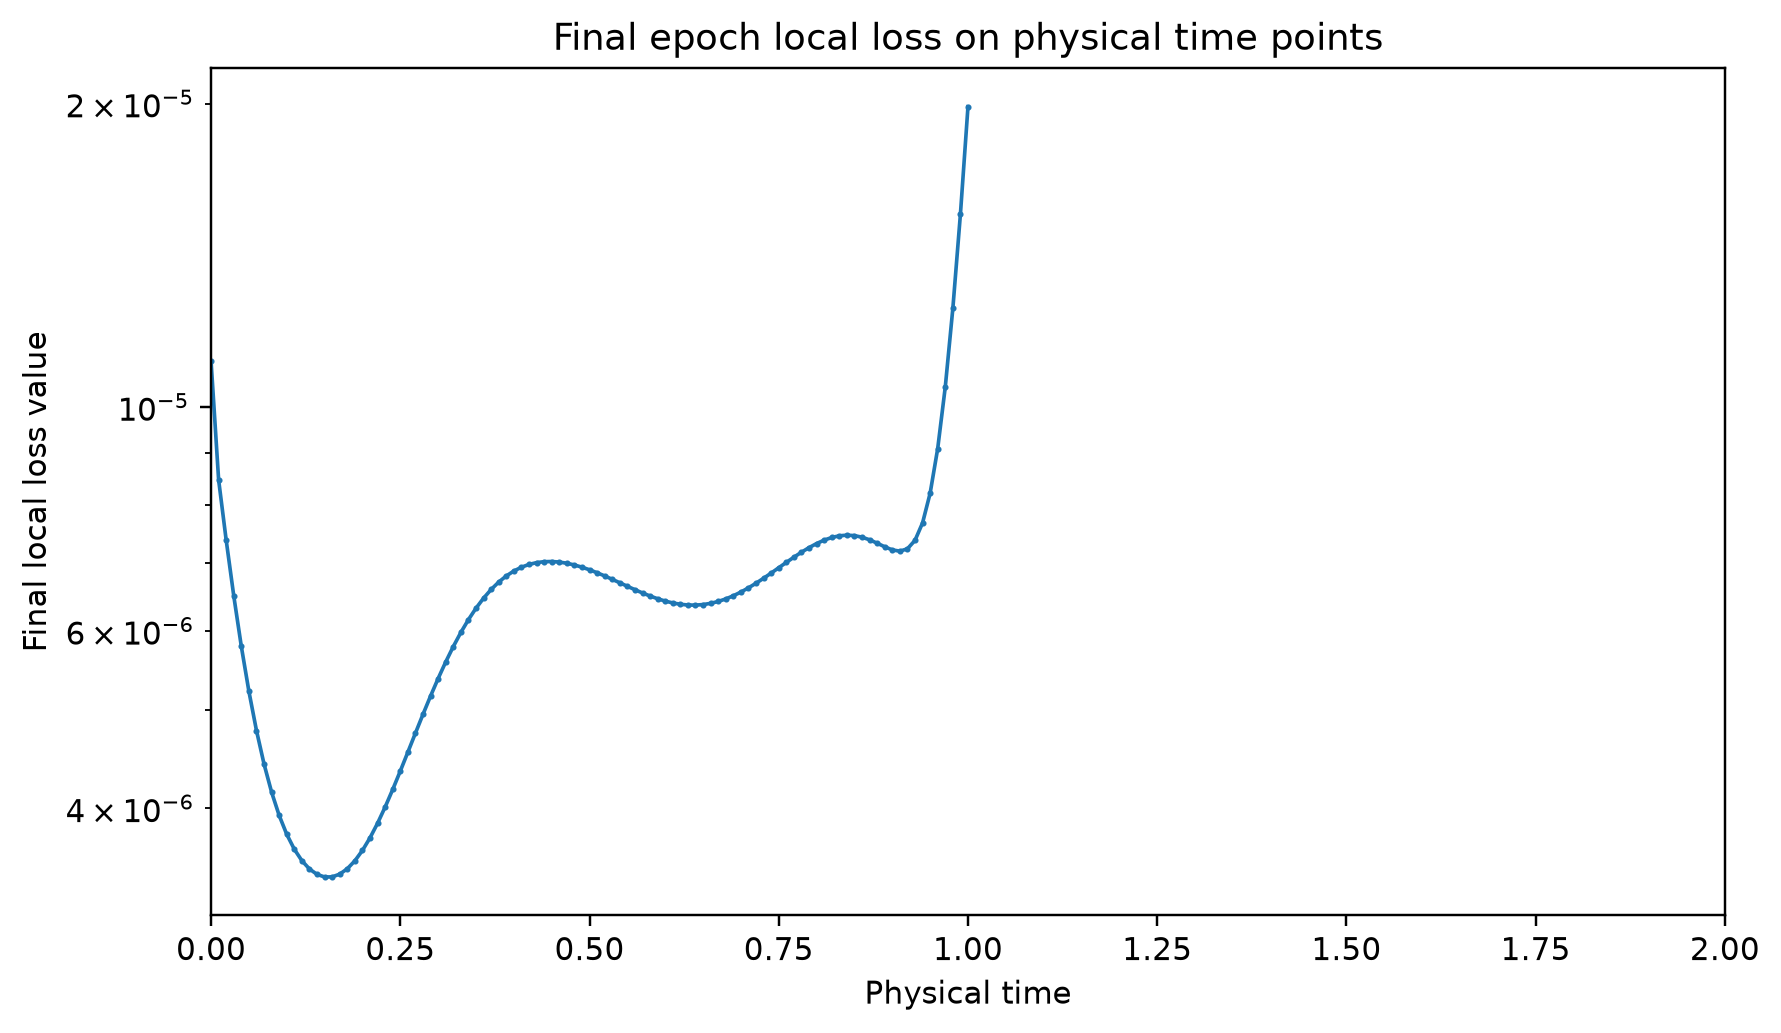 Final epoch local loss on physical time points
Final local loss value
2 × 10⁻⁵
10⁻⁵
6 × 10⁻⁶
4 × 10⁻⁶
0.00 0.25 0.50 0.75 1.00 1.25 1.50 1.75 2.00
Physical time